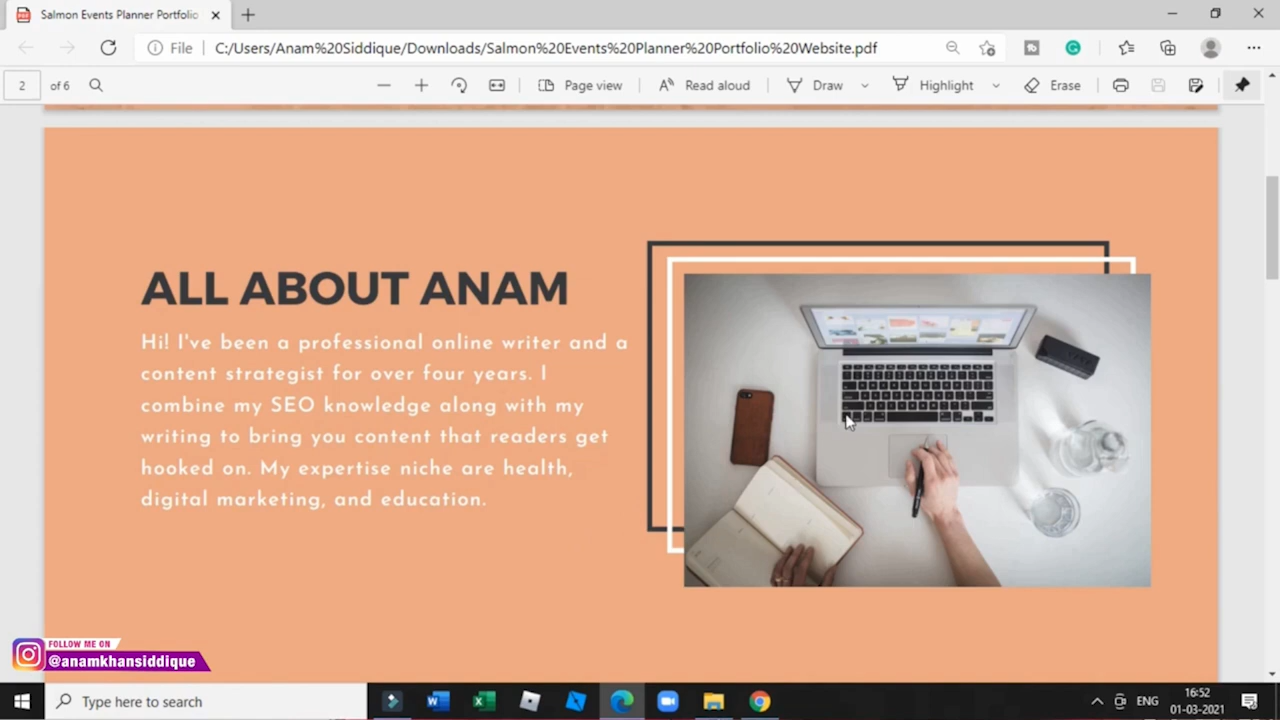 Salmon Events Planner Portfolio
File
C:/Users/Anam%20Siddique/Downloads/Salmon%20Events%20Planner%20Portfolio%20Website.pdf
2 of 6
Page view
Read aloud
Draw
Highlight
Erase
ALL ABOUT ANAM
Hi! I've been a professional online writer and a
content strategist for over four years. I
combine my SEO knowledge along with my
writing to bring you content that readers get
hooked on. My expertise niche are health,
digital marketing, and education.
FOLLOW ME ON
@anamkhansiddique
Type here to search
ENG
16:52
01-03-2021